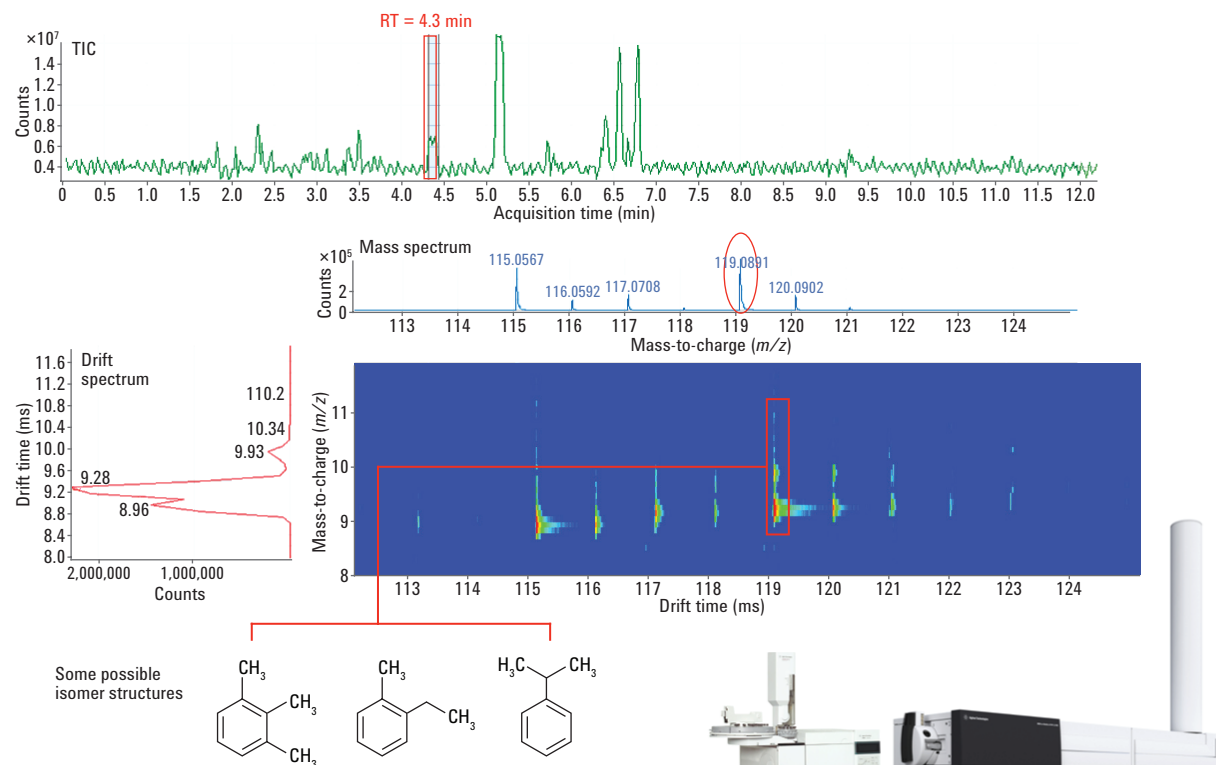 RT = 4.3 min
×10⁷
TIC
Counts
1.4
1.2
1.0
0.8
0.6
0.4
0 0.5 1.0 1.5 2.0 2.5 3.0 3.5 4.0 4.5 5.0 5.5 6.0 6.5 7.0 7.5 8.0 8.5 9.0 9.5 10.0 10.5 11.0 11.5 12.0
Acquisition time (min)
×10⁵
Mass spectrum
Counts
2
0
115.0567
116.0592
117.0708
119.0891
120.0902
113 114 115 116 117 118 119 120 121 122 123 124
Mass-to-charge (m/z)
Drift
spectrum
Drift time (ms)
11.6
11.2
10.8
10.4
10.0
9.6
9.2
8.8
8.4
8.0
110.2
10.34
9.93
9.28
8.96
2,000,000 1,000,000
Counts
Mass-to-charge (m/z)
11
10
9
8
113 114 115 116 117 118 119 120 121 122 123 124
Drift time (ms)
Some possible
isomer structures
CH₃
CH₃
CH₃
CH₃
CH₃
H₃C CH₃